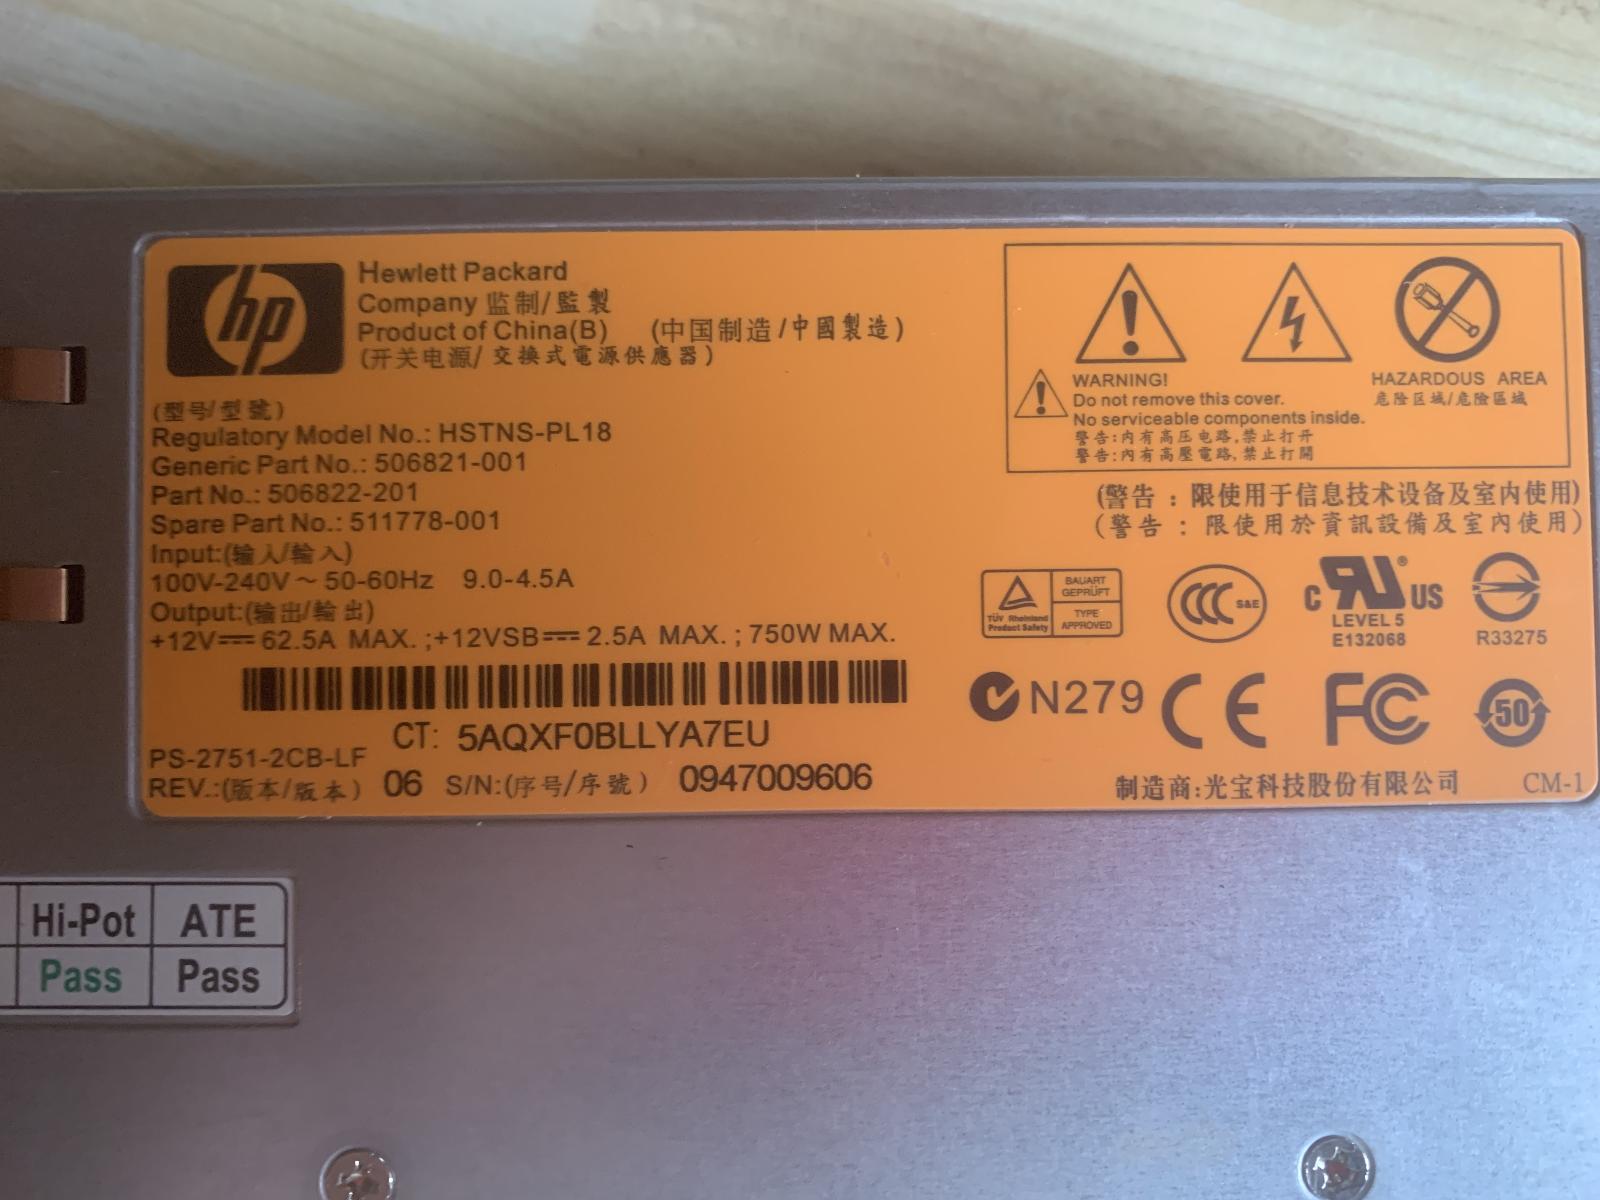 hp
Hewlett Packard
Company 监制/監製
Product of China(B) (中国制造/中國製造)
(开关电源/交換式電源供應器)
(型号/型號)
Regulatory Model No.: HSTNS-PL18
Generic Part No.: 506821-001
Part No.: 506822-201
Spare Part No.: 511778-001
Input:(输入/輸入)
100V-240V ~ 50-60Hz 9.0-4.5A
Output:(输出/輸出)
+12V⎓ 62.5A MAX. ;+12VSB⎓ 2.5A MAX. ; 750W MAX.
CT: 5AQXF0BLLYA7EU
PS-2751-2CB-LF
REV.:(版本/版本) 06 S/N:(序号/序號) 0947009606
WARNING!
Do not remove this cover.
No serviceable components inside.
警告:内有高压电路,禁止打开
警告:內有高壓電路,禁止打開
HAZARDOUS AREA
危险区域/危險區域
(警告：限使用于信息技术设备及室内使用)
(警告：限使用於資訊設備及室內使用)
TÜV Rheinland
Product Safety
BAUART
GEPRÜFT
TYPE
APPROVED
CCC S&E
c RU® US
LEVEL 5
E132068
R33275
N279 CE FC 50
制造商:光宝科技股份有限公司 CM-1
Hi-Pot ATE
Pass Pass